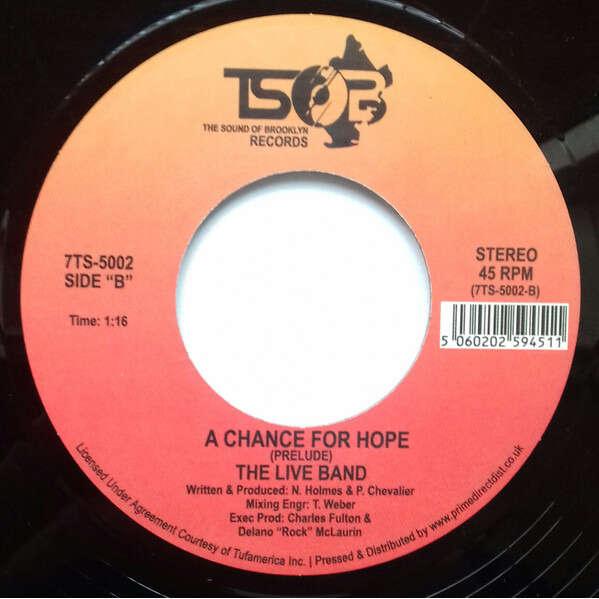 TSOB
THE SOUND OF BROOKLYN
RECORDS
7TS-5002
SIDE "B"
Time: 1:16
STEREO
45 RPM
(7TS-5002-B)
5 060202 594511
A CHANCE FOR HOPE
(PRELUDE)
THE LIVE BAND
Written & Produced: N. Holmes & P. Chevalier
Mixing Engr: T. Weber
Exec Prod: Charles Fulton &
Delano "Rock" McLaurin
Licensed Under Agreement Courtesy of Tufamerica Inc. | Pressed & Distributed by www.primedirectdist.co.uk